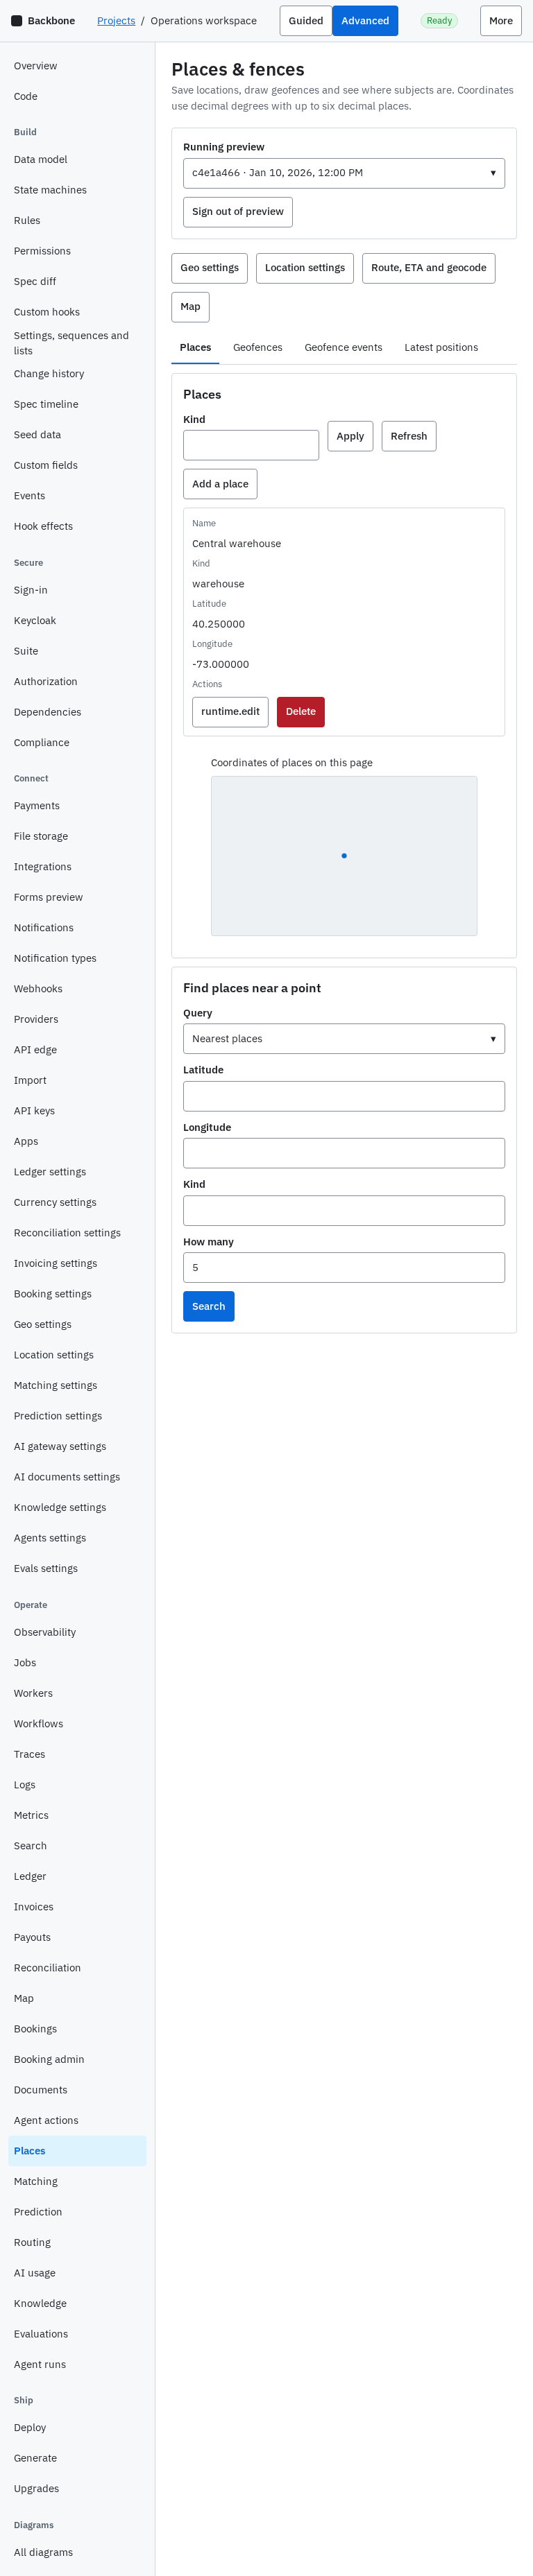 Backbone
Projects / Operations workspace
Guided
Advanced
Ready
More
Overview
Code
Build
Data model
State machines
Rules
Permissions
Spec diff
Custom hooks
Settings, sequences and
lists
Change history
Spec timeline
Seed data
Custom fields
Events
Hook effects
Secure
Sign-in
Keycloak
Suite
Authorization
Dependencies
Compliance
Connect
Payments
File storage
Integrations
Forms preview
Notifications
Notification types
Webhooks
Providers
API edge
Import
API keys
Apps
Ledger settings
Currency settings
Reconciliation settings
Invoicing settings
Booking settings
Geo settings
Location settings
Matching settings
Prediction settings
AI gateway settings
AI documents settings
Knowledge settings
Agents settings
Evals settings
Operate
Observability
Jobs
Workers
Workflows
Traces
Logs
Metrics
Search
Ledger
Invoices
Payouts
Reconciliation
Map
Bookings
Booking admin
Documents
Agent actions
Places
Matching
Prediction
Routing
AI usage
Knowledge
Evaluations
Agent runs
Ship
Deploy
Generate
Upgrades
Diagrams
All diagrams
Places & fences
Save locations, draw geofences and see where subjects are. Coordinates
use decimal degrees with up to six decimal places.
Running preview
c4e1a466 · Jan 10, 2026, 12:00 PM
Sign out of preview
Geo settings
Location settings
Route, ETA and geocode
Map
Places
Geofences
Geofence events
Latest positions
Places
Kind
Apply
Refresh
Add a place
Name
Central warehouse
Kind
warehouse
Latitude
40.250000
Longitude
-73.000000
Actions
runtime.edit
Delete
Coordinates of places on this page
Find places near a point
Query
Nearest places
Latitude
Longitude
Kind
How many
5
Search